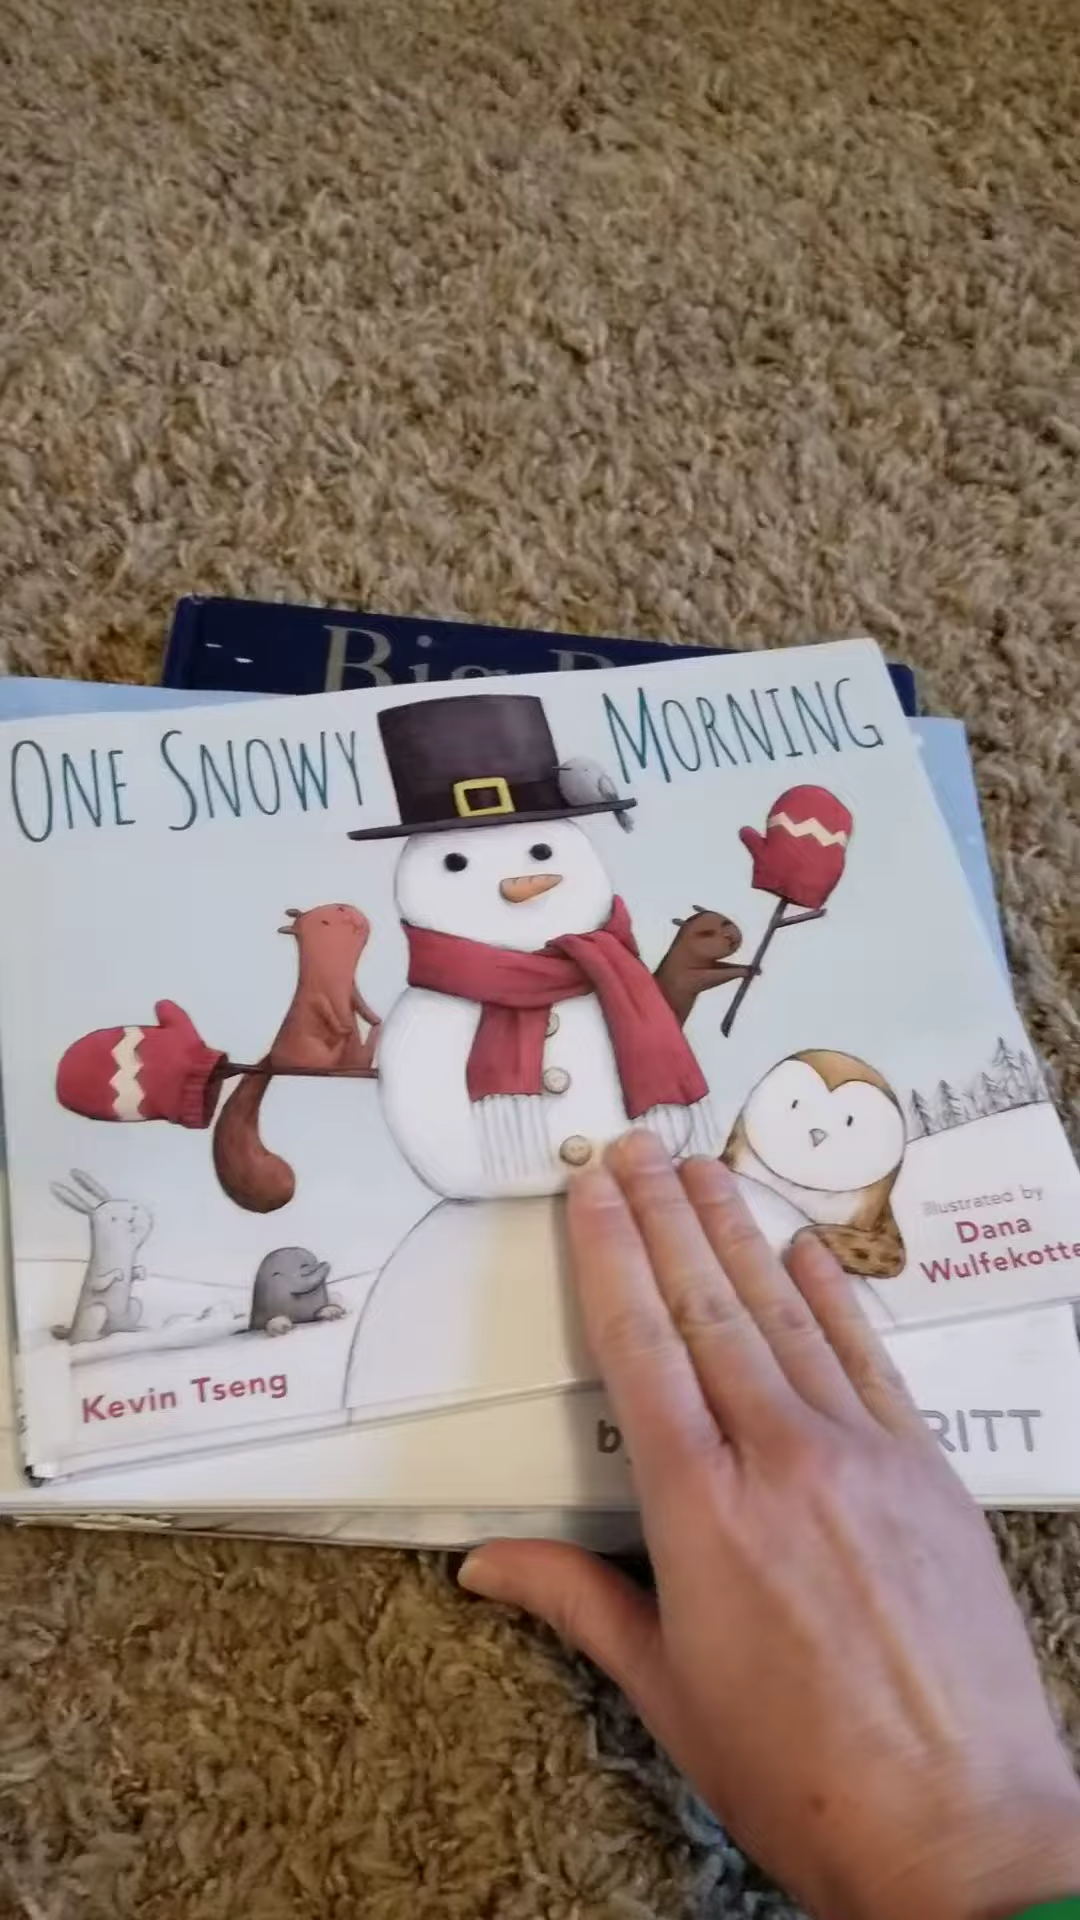 Big
ONE SNOWY MORNING
illustrated by
Dana
Wulfekotte
Kevin Tseng
RITT